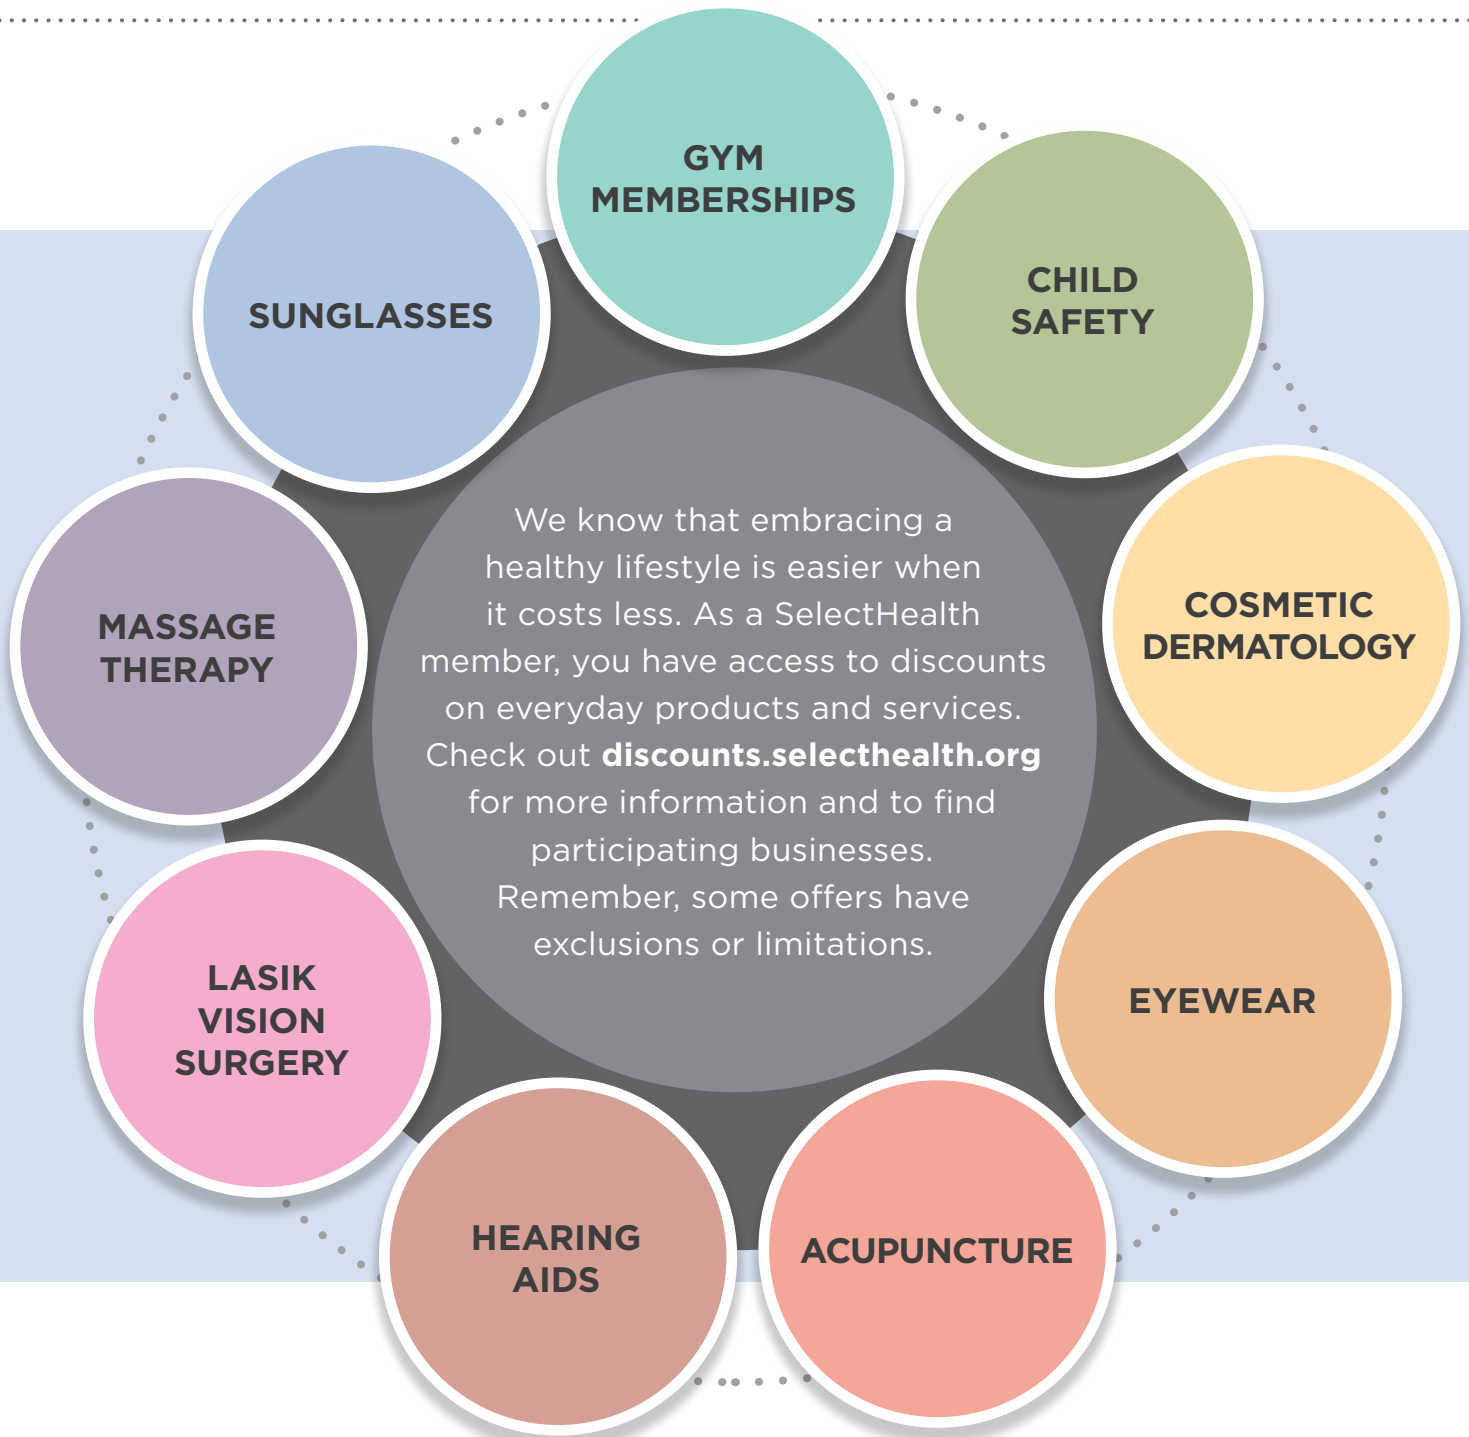 GYM
MEMBERSHIPS
CHILD
SAFETY
COSMETIC
DERMATOLOGY
EYEWEAR
ACUPUNCTURE
HEARING
AIDS
LASIK
VISION
SURGERY
MASSAGE
THERAPY
SUNGLASSES
We know that embracing a
healthy lifestyle is easier when
it costs less. As a SelectHealth
member, you have access to discounts
on everyday products and services.
Check out discounts.selecthealth.org
for more information and to find
participating businesses.
Remember, some offers have
exclusions or limitations.